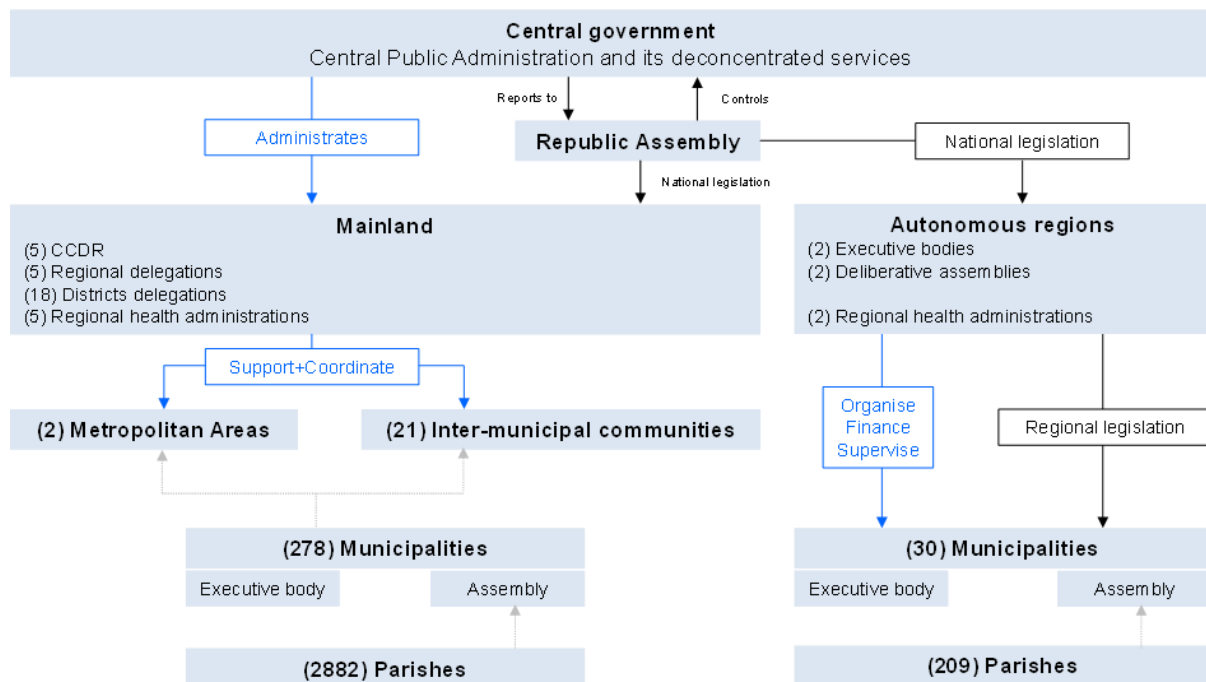 Central government
Central Public Administration and its deconcentrated services
Reports to
Controls
Administrates
Republic Assembly
National legislation
National legislation
Mainland
(5) CCDR
(5) Regional delegations
(18) Districts delegations
(5) Regional health administrations
Autonomous regions
(2) Executive bodies
(2) Deliberative assemblies
(2) Regional health administrations
Support+Coordinate
(2) Metropolitan Areas
(21) Inter-municipal communities
Organise
Finance
Supervise
Regional legislation
(278) Municipalities
Executive body
Assembly
(2882) Parishes
(30) Municipalities
Executive body
Assembly
(209) Parishes